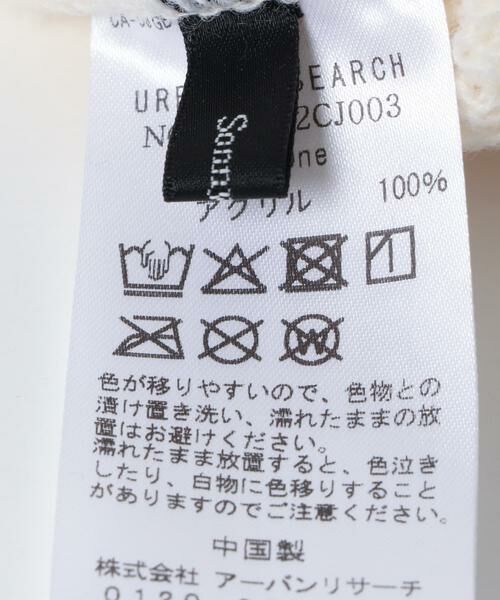 UR EARCH
2CJ003
Sonny
アクリル 100%
色が移りやすいので、色物との
漬け置き洗い、濡れたままの放
置はお避けください。
濡れたまま放置すると、色泣き
したり、白物に色移りすること
がありますのでご注意ください。
中国製
株式会社 アーバンリサーチ